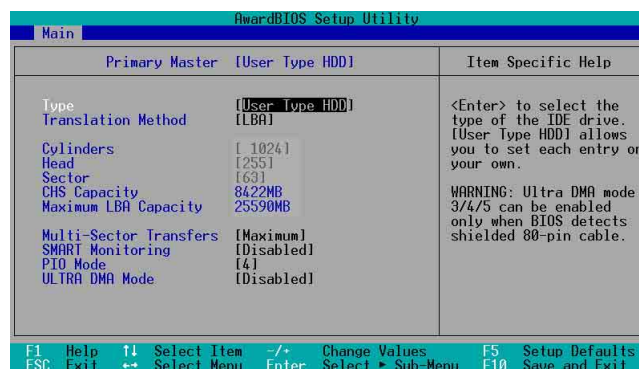 AwardBIOS Setup Utility
Main
Primary Master [User Type HDD]
Item Specific Help
Type [User Type HDD]
Translation Method [LBA]
Cylinders [ 1024]
Head [255]
Sector [63]
CHS Capacity 8422MB
Maximum LBA Capacity 25590MB
Multi-Sector Transfers [Maximum]
SMART Monitoring [Disabled]
PIO Mode [4]
ULTRA DMA Mode [Disabled]
<Enter> to select the
type of the IDE drive.
[User Type HDD] allows
you to set each entry on
your own.
WARNING: Ultra DMA mode
3/4/5 can be enabled
only when BIOS detects
shielded 80-pin cable.
F1 Help ↑↓ Select Item -/+ Change Values F5 Setup Defaults
ESC Exit ←→ Select Menu Enter Select ► Sub-Menu F10 Save and Exit